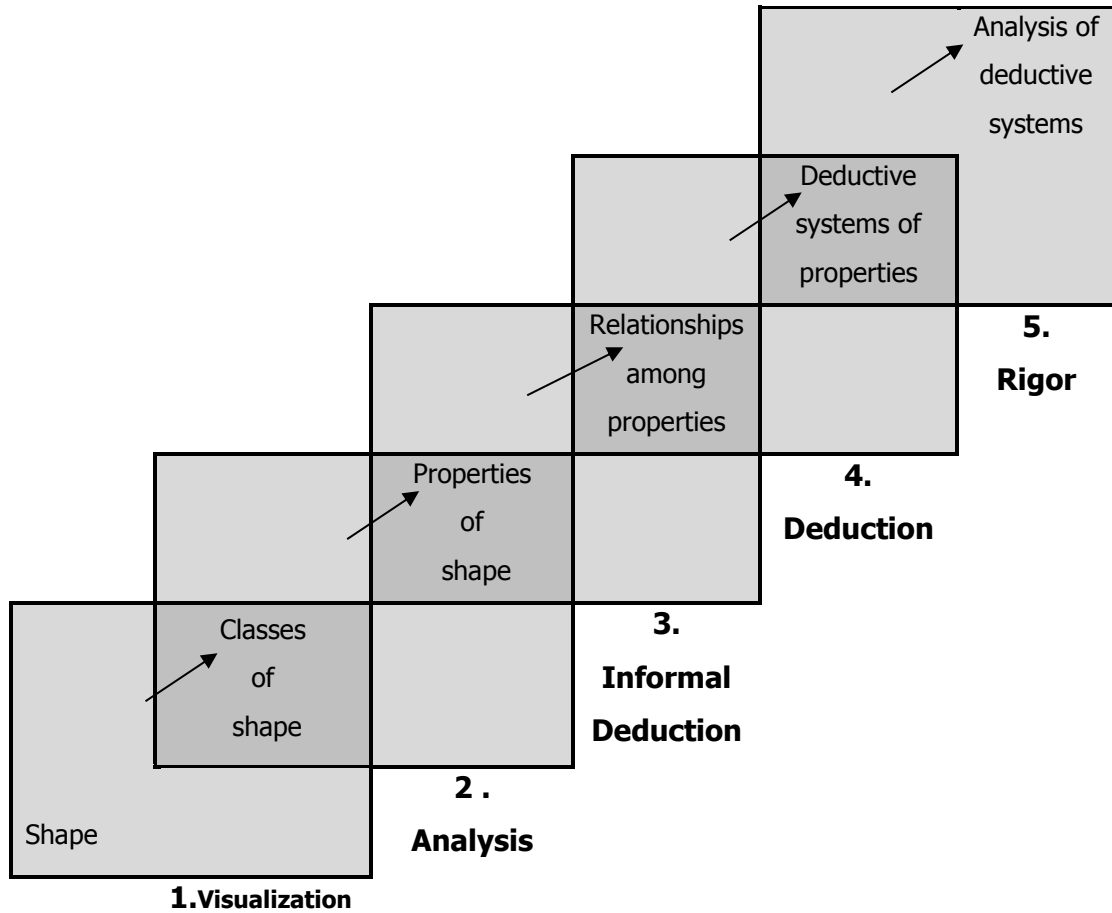 Analysis of
deductive
systems
Deductive
systems of
properties
Relationships
among
properties
5.
Rigor
Properties
of
shape
4.
Deduction
Classes
of
shape
3.
Informal
Deduction
Shape
2 .
Analysis
1.Visualization